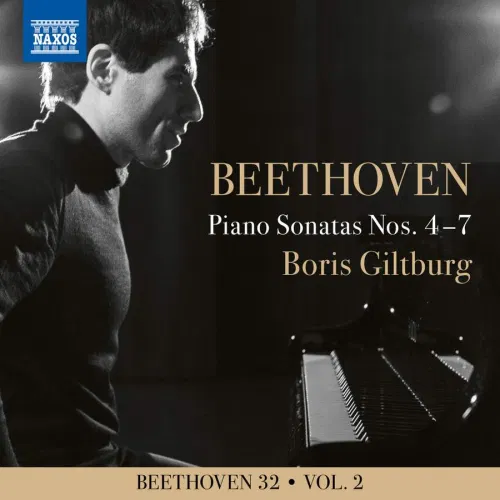 NAXOS
BEETHOVEN
Piano Sonatas Nos. 4–7
Boris Giltburg
BEETHOVEN 32 • VOL. 2